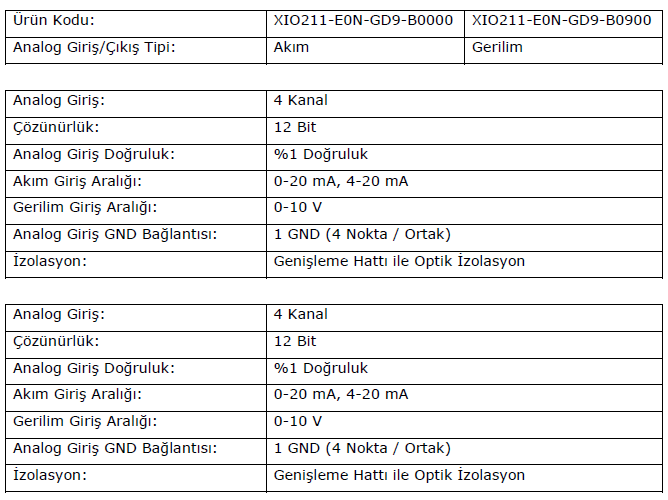 Ürün Kodu: XIO211-E0N-GD9-B0000 XIO211-E0N-GD9-B0900
Analog Giriş/Çıkış Tipi: Akım Gerilim
Analog Giriş: 4 Kanal
Çözünürlük: 12 Bit
Analog Giriş Doğruluk: %1 Doğruluk
Akım Giriş Aralığı: 0-20 mA, 4-20 mA
Gerilim Giriş Aralığı: 0-10 V
Analog Giriş GND Bağlantısı: 1 GND (4 Nokta / Ortak)
İzolasyon: Genişleme Hattı ile Optik İzolasyon
Analog Giriş: 4 Kanal
Çözünürlük: 12 Bit
Analog Giriş Doğruluk: %1 Doğruluk
Akım Giriş Aralığı: 0-20 mA, 4-20 mA
Gerilim Giriş Aralığı: 0-10 V
Analog Giriş GND Bağlantısı: 1 GND (4 Nokta / Ortak)
İzolasyon: Genişleme Hattı ile Optik İzolasyon